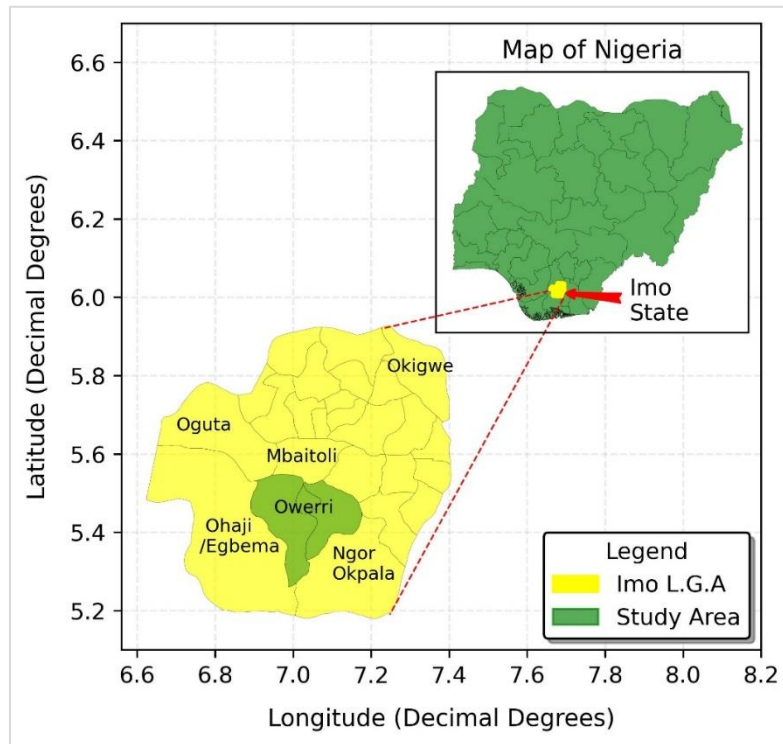 Map of Nigeria
Imo
State
6.6
6.4
6.2
6.0
5.8
5.6
5.4
5.2
Latitude (Decimal Degrees)
Okigwe
Oguta
Mbaitoli
Owerri
Ohaji
/Egbema
Ngor
Okpala
Legend
Imo L.G.A
Study Area
6.6 6.8 7.0 7.2 7.4 7.6 7.8 8.0 8.2
Longitude (Decimal Degrees)